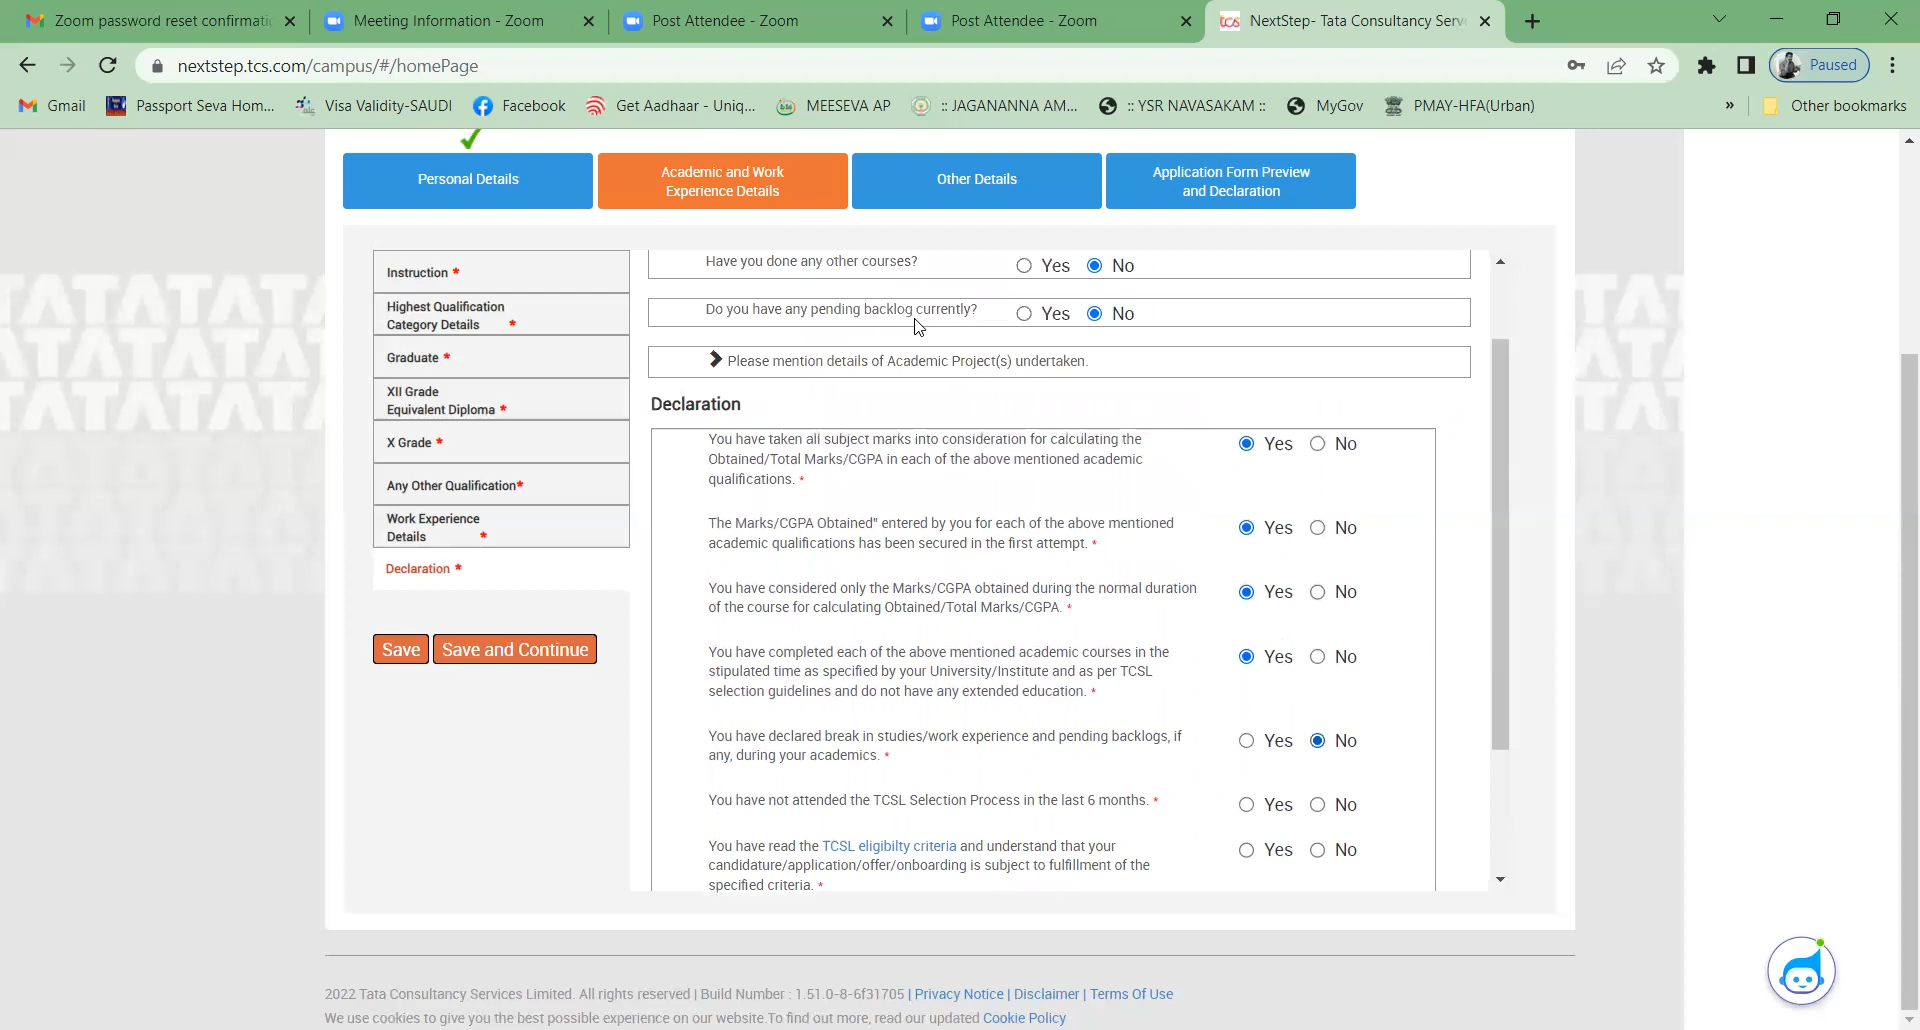 Zoom password reset confirmati
Meeting Information - Zoom
Post Attendee - Zoom
Post Attendee - Zoom
tcs NextStep- Tata Consultancy Serv
nextstep.tcs.com/campus/#/homePage
Paused
Gmail
Passport Seva Hom...
Visa Validity-SAUDI
Facebook
Get Aadhaar - Uniq...
MEESEVA AP
:: JAGANANNA AM...
:: YSR NAVASAKAM ::
MyGov
PMAY-HFA(Urban)
»
Other bookmarks
Personal Details
Academic and Work
Experience Details
Other Details
Application Form Preview
and Declaration
Instruction *
Highest Qualification
Category Details *
Graduate *
XII Grade
Equivalent Diploma *
X Grade *
Any Other Qualification*
Work Experience
Details *
Declaration *
Save
Save and Continue
Have you done any other courses? Yes No
Do you have any pending backlog currently? Yes No
Please mention details of Academic Project(s) undertaken.
Declaration
You have taken all subject marks into consideration for calculating the
Obtained/Total Marks/CGPA in each of the above mentioned academic
qualifications. *
Yes No
The Marks/CGPA Obtained" entered by you for each of the above mentioned
academic qualifications has been secured in the first attempt. *
Yes No
You have considered only the Marks/CGPA obtained during the normal duration
of the course for calculating Obtained/Total Marks/CGPA. *
Yes No
You have completed each of the above mentioned academic courses in the
stipulated time as specified by your University/Institute and as per TCSL
selection guidelines and do not have any extended education. *
Yes No
You have declared break in studies/work experience and pending backlogs, if
any, during your academics. *
Yes No
You have not attended the TCSL Selection Process in the last 6 months. *
Yes No
You have read the TCSL eligibilty criteria and understand that your
candidature/application/offer/onboarding is subject to fulfillment of the
specified criteria. *
Yes No
2022 Tata Consultancy Services Limited. All rights reserved | Build Number : 1.51.0-8-6f31705 | Privacy Notice | Disclaimer | Terms Of Use
We use cookies to give you the best possible experience on our website.To find out more, read our updated Cookie Policy